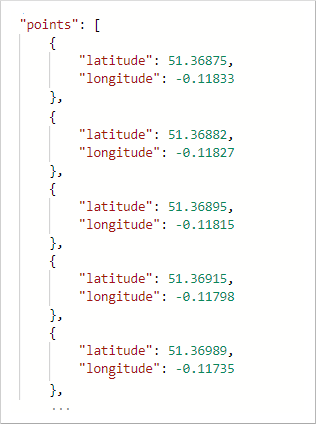 "points": [
{
"latitude": 51.36875,
"longitude": -0.11833
},
{
"latitude": 51.36882,
"longitude": -0.11827
},
{
"latitude": 51.36895,
"longitude": -0.11815
},
{
"latitude": 51.36915,
"longitude": -0.11798
},
{
"latitude": 51.36989,
"longitude": -0.11735
},
...